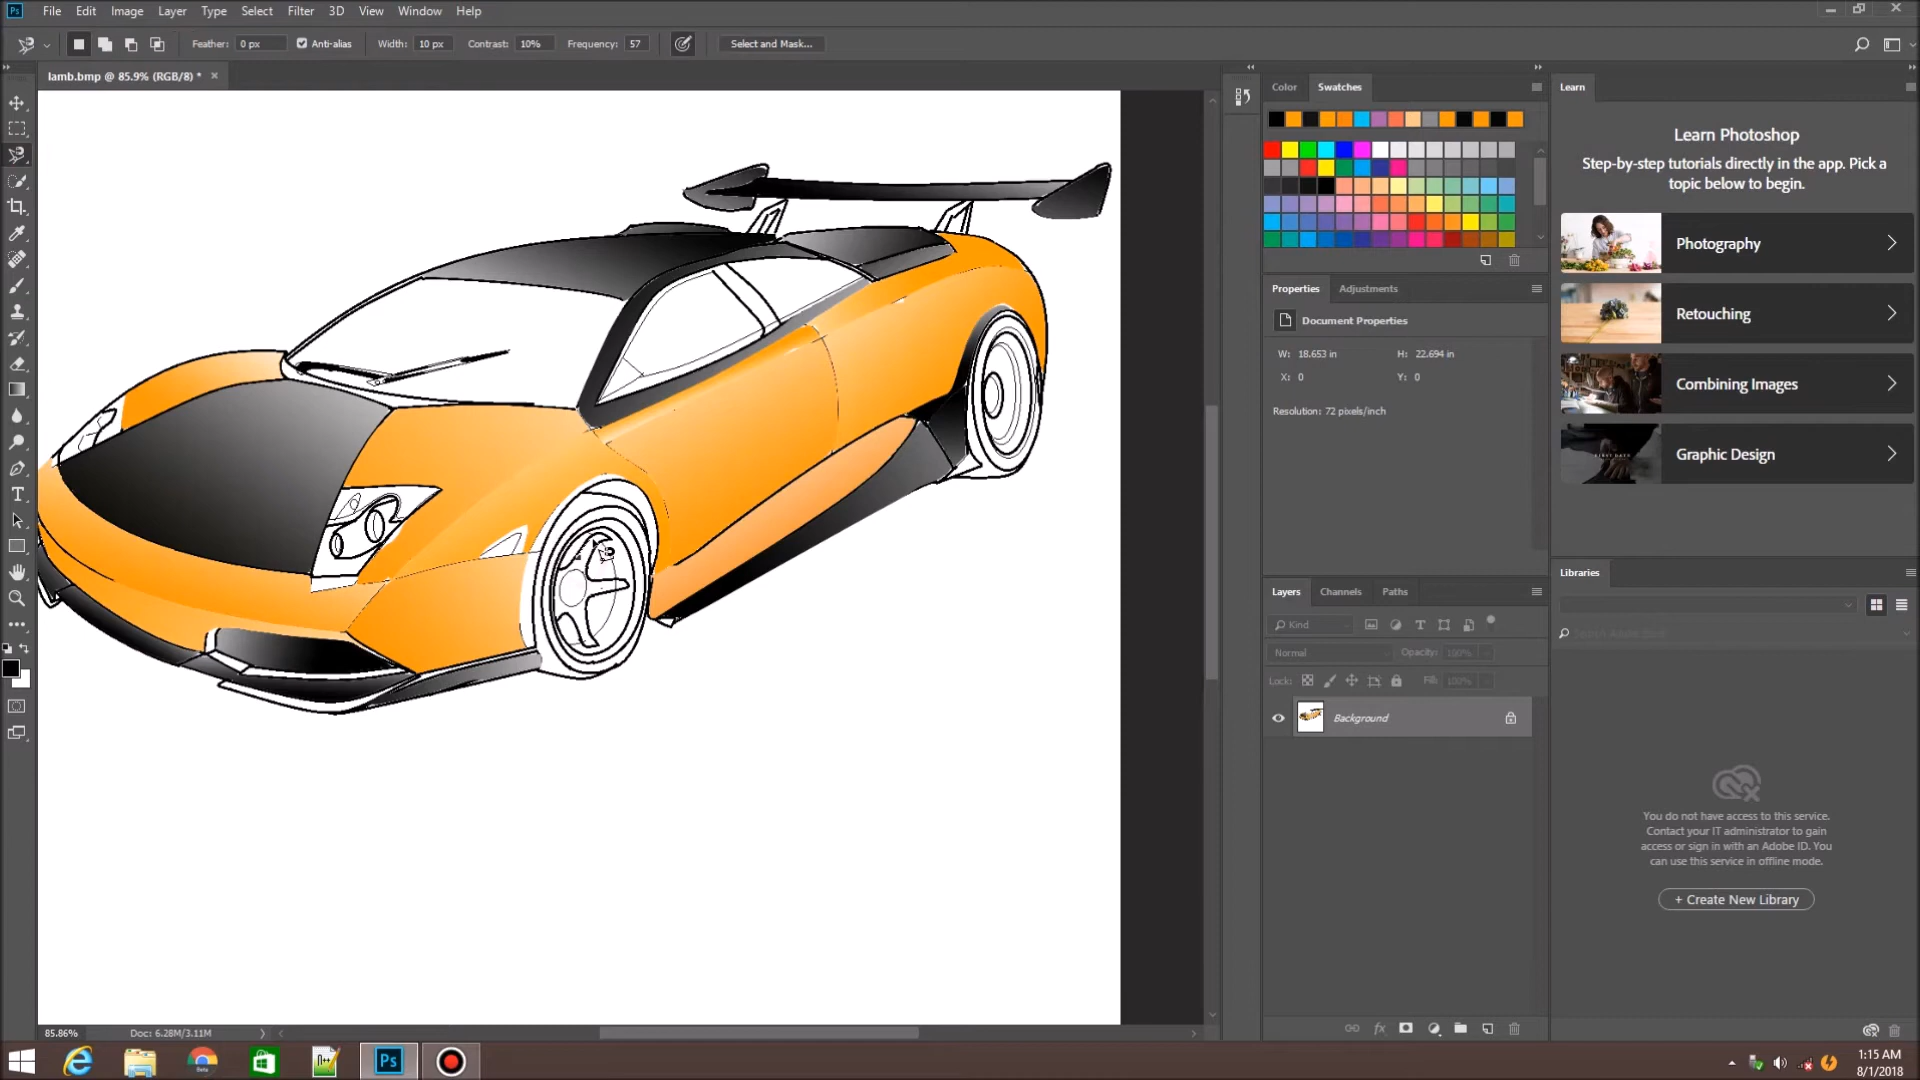 Ps File Edit Image Layer Type Select Filter 3D View Window Help
Feather: 0 px Anti-alias Width: 10 px Contrast: 10% Frequency: 57 Select and Mask...
lamb.bmp @ 85.9% (RGB/8) *
Color Swatches
Learn
Learn Photoshop
Step-by-step tutorials directly in the app. Pick a
topic below to begin.
Photography
Retouching
Combining Images
Graphic Design
Properties Adjustments
Document Properties
W: 18.653 in H: 22.694 in
X: 0 Y: 0
Resolution: 72 pixels/inch
Layers Channels Paths
Kind
Normal Opacity: 100%
Lock: Fill: 100%
Background
fx
Libraries
You do not have access to this service.
Contact your IT administrator to gain
access or sign in with an Adobe ID. You
can use this service in offline mode.
+ Create New Library
85.86% Doc: 6.28M/3.11M
Ps
1:15 AM
8/1/2018